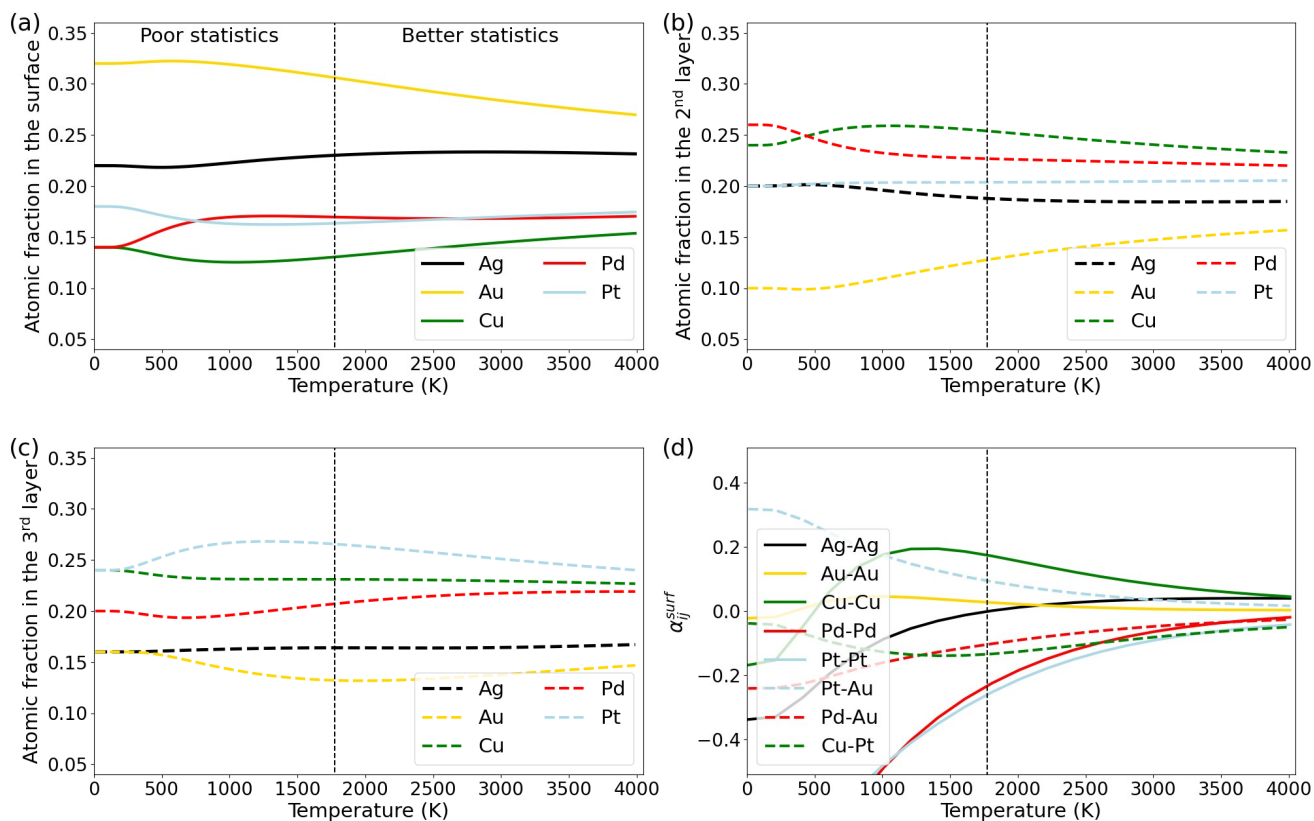 (a)
Poor statistics
Better statistics
Atomic fraction in the surface
0.35
0.30
0.25
0.20
0.15
0.10
0.05
Ag
Au
Cu
Pd
Pt
0 500 1000 1500 2000 2500 3000 3500 4000
Temperature (K)
(b)
Atomic fraction in the 2nd layer
0.35
0.30
0.25
0.20
0.15
0.10
0.05
Ag
Au
Cu
Pd
Pt
0 500 1000 1500 2000 2500 3000 3500 4000
Temperature (K)
(c)
Atomic fraction in the 3rd layer
0.35
0.30
0.25
0.20
0.15
0.10
0.05
Ag
Au
Cu
Pd
Pt
0 500 1000 1500 2000 2500 3000 3500 4000
Temperature (K)
(d)
α_ij^surf
0.4
0.2
0.0
−0.2
−0.4
Ag-Ag
Au-Au
Cu-Cu
Pd-Pd
Pt-Pt
Pt-Au
Pd-Au
Cu-Pt
0 500 1000 1500 2000 2500 3000 3500 4000
Temperature (K)